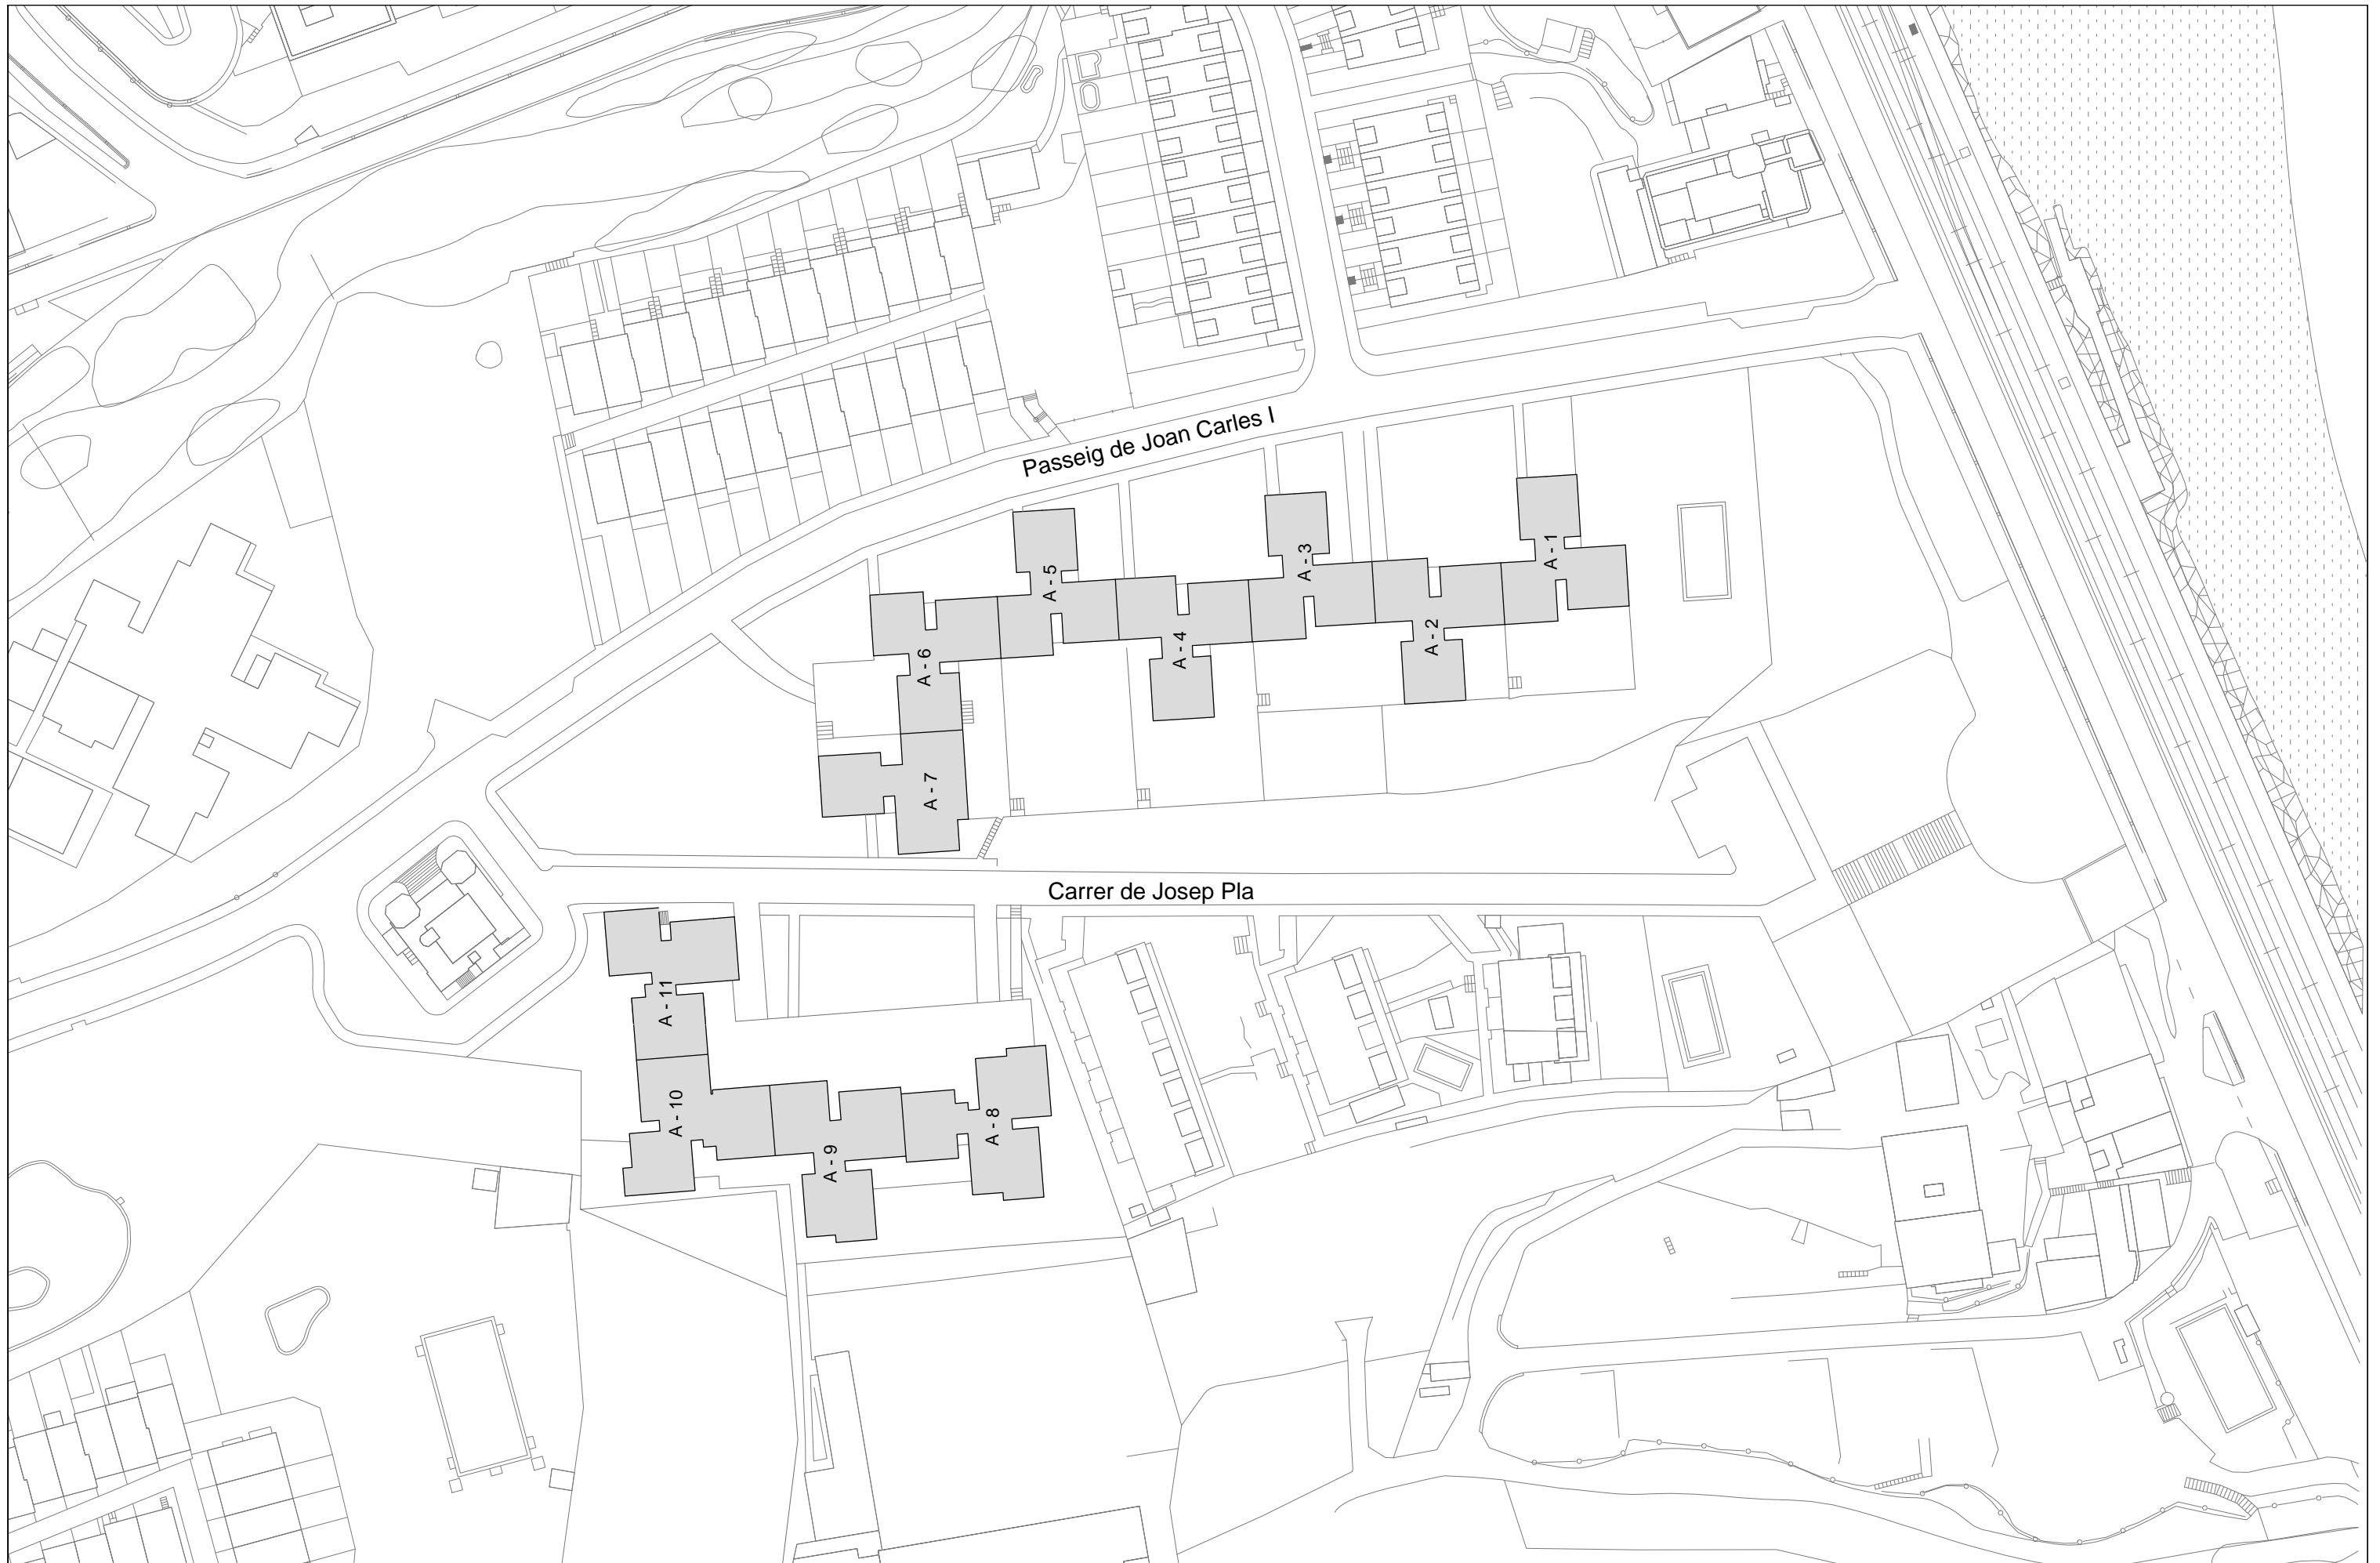 Passeig de Joan Carles I
A - 1
A - 3
A - 5
A - 2
A - 4
A - 6
A - 7
Carrer de Josep Pla
A - 11
A - 10
A - 9
A - 8